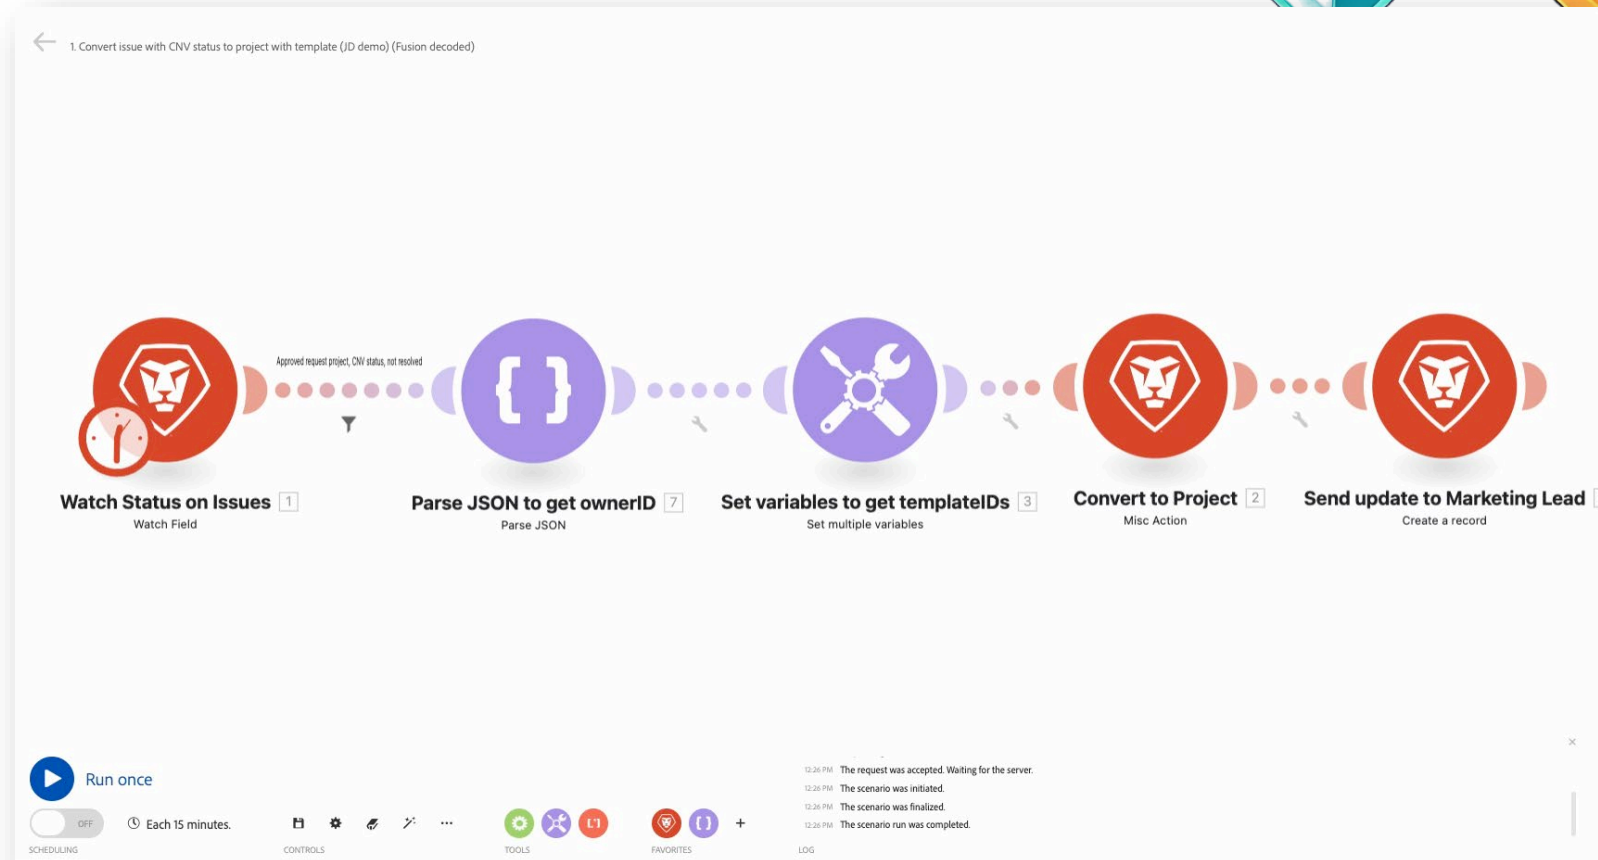 1. Convert issue with CNV status to project with template (JD demo) (Fusion decoded)
Approved request project, CNV status, not resolved
Watch Status on Issues 1
Watch Field
Parse JSON to get ownerID 7
Parse JSON
Set variables to get templateIDs 3
Set multiple variables
Convert to Project 2
Misc Action
Send update to Marketing Lead
Create a record
Run once
OFF
Each 15 minutes.
SCHEDULING
CONTROLS
TOOLS
FAVORITES
12:26 PM The request was accepted. Waiting for the server.
12:26 PM The scenario was initiated.
12:26 PM The scenario was finalized.
12:26 PM The scenario run was completed.
LOG